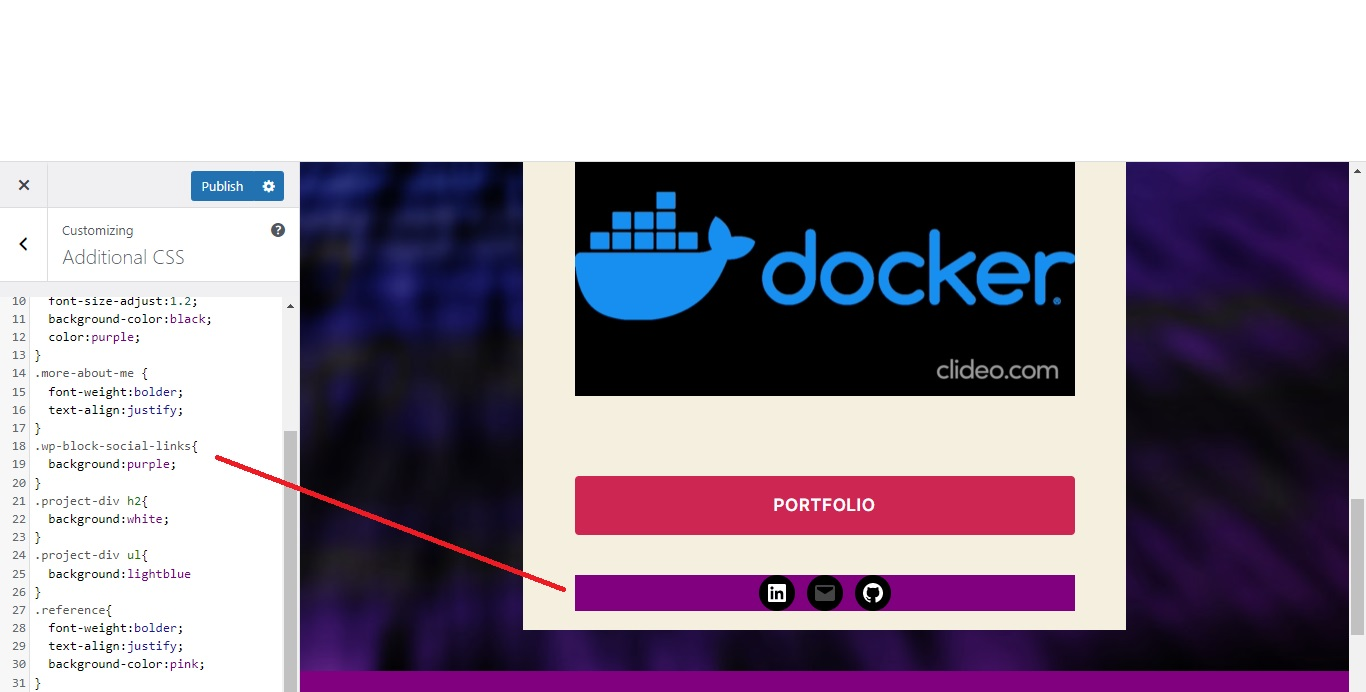 Publish
Customizing
Additional CSS
10 font-size-adjust:1.2;
11 background-color:black;
12 color:purple;
13 }
14 .more-about-me {
15 font-weight:bolder;
16 text-align:justify;
17 }
18 .wp-block-social-links{
19 background:purple;
20 }
21 .project-div h2{
22 background:white;
23 }
24 .project-div ul{
25 background:lightblue
26 }
27 .reference{
28 font-weight:bolder;
29 text-align:justify;
30 background-color:pink;
31 }
docker
clideo.com
PORTFOLIO
in